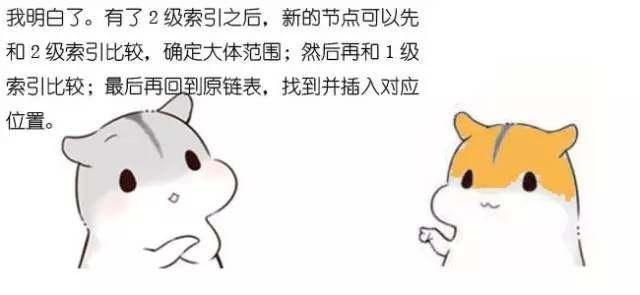 我明白了。有了2级索引之后，新的节点可以先
和2级索引比较，确定大体范围；然后再和1级
索引比较；最后再回到原链表，找到并插入对应
位置。